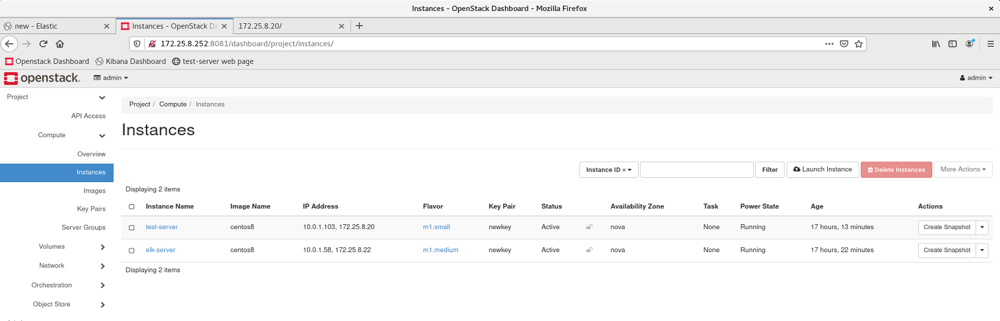 Instances - OpenStack Dashboard - Mozilla Firefox
new - Elastic
Instances - OpenStack Da
172.25.8.20/
172.25.8.252:8081/dashboard/project/instances/
Openstack Dashboard
Kibana Dashboard
test-server web page
openstack.
admin
admin
Project
API Access
Compute
Overview
Instances
Images
Key Pairs
Server Groups
Volumes
Network
Orchestration
Object Store
Project / Compute / Instances
Instances
Instance ID =
Filter
Launch Instance
Delete Instances
More Actions
Displaying 2 items
Instance Name Image Name IP Address Flavor Key Pair Status Availability Zone Task Power State Age Actions
test-server centos8 10.0.1.103, 172.25.8.20 m1.small newkey Active nova None Running 17 hours, 13 minutes Create Snapshot
elk-server centos8 10.0.1.58, 172.25.8.22 m1.medium newkey Active nova None Running 17 hours, 22 minutes Create Snapshot
Displaying 2 items